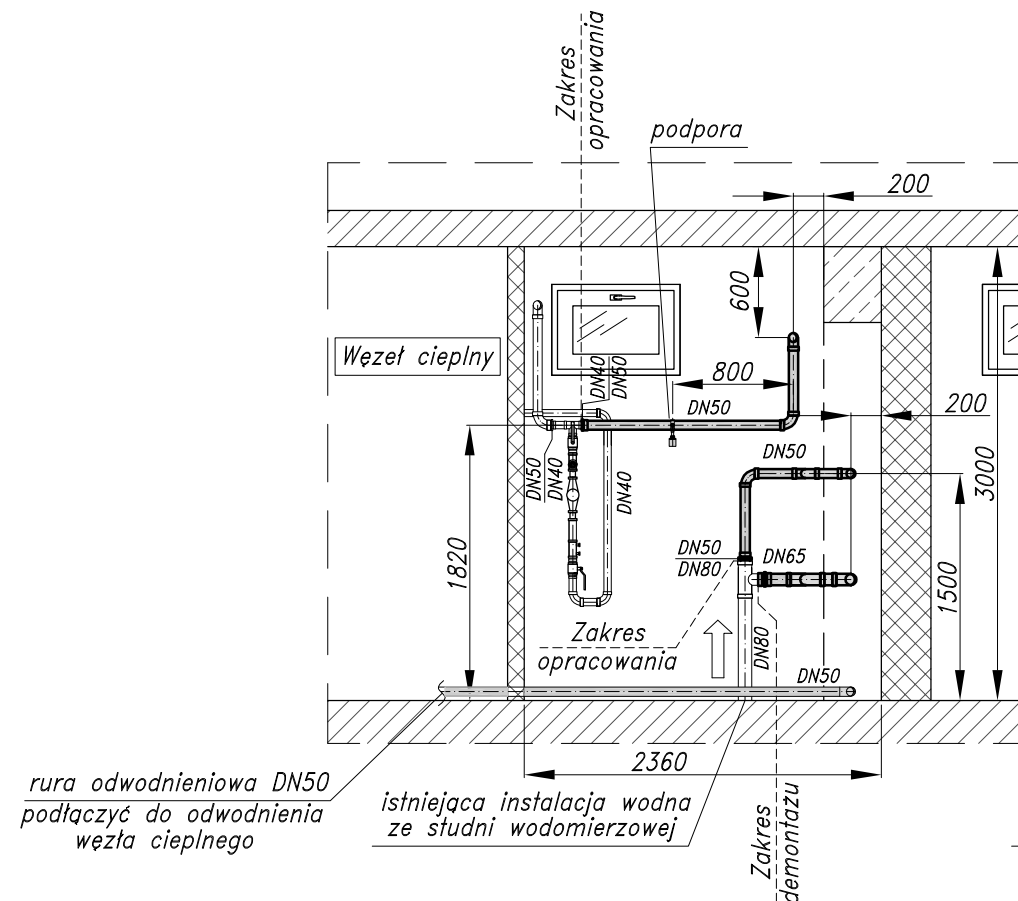 Zakres
opracowania
podpora
200
600
Węzeł cieplny
DN40
DN50
800
DN50
200
DN50
DN50
DN40
DN40
3000
1820
DN50
DN80
DN65
1500
Zakres
opracowania
DN80
DN50
2360
rura odwodnieniowa DN50
podłączyć do odwodnienia
węzła cieplnego
istniejąca instalacja wodna
ze studni wodomierzowej
Zakres
demontażu